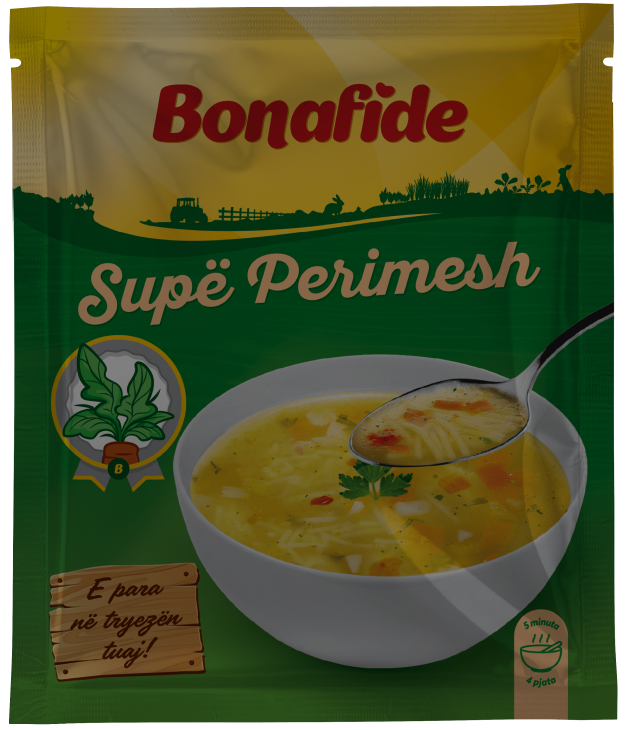 Bonafide
Supë Perimesh
B
E para
në tryezën
tuaj!
5 minuta
4 pjata